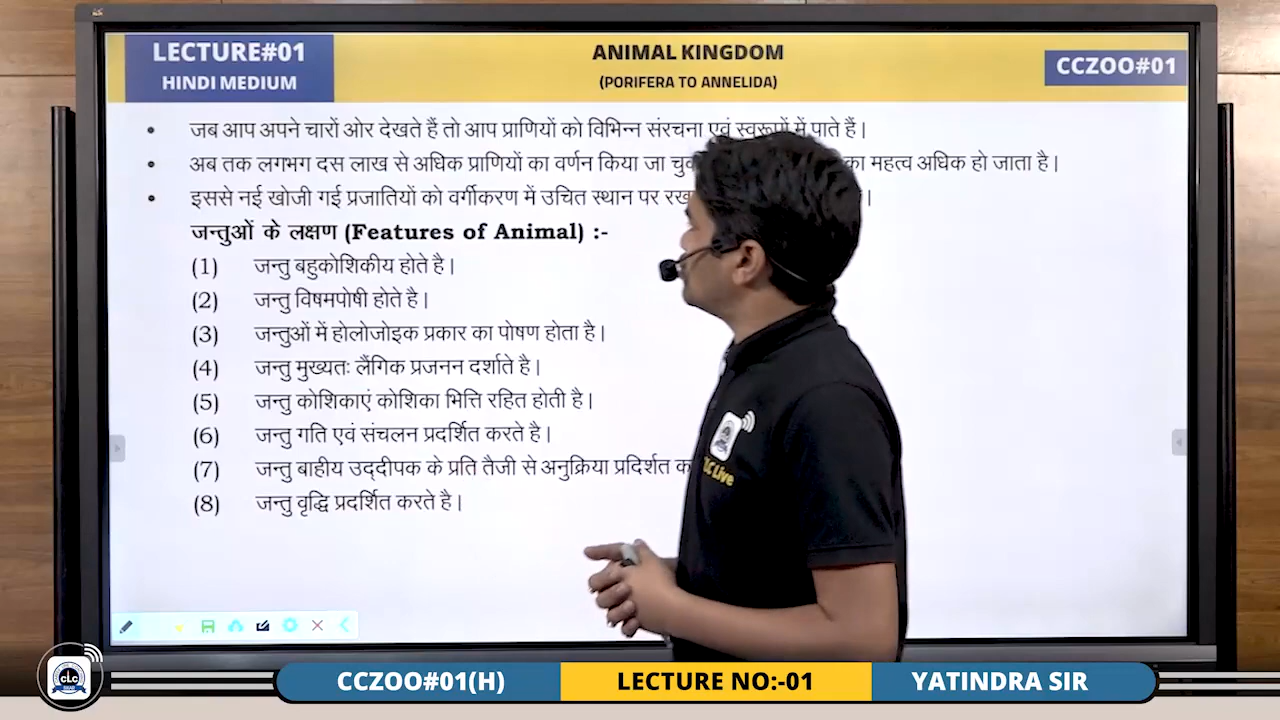 LECTURE#01
HINDI MEDIUM
ANIMAL KINGDOM
(PORIFERA TO ANNELIDA)
CCZOO#01
• जब आप अपने चारों ओर देखते हैं तो आप प्राणियों को विभिन्न संरचना एवं स्वरूपों में पाते हैं।
• अब तक लगभग दस लाख से अधिक प्राणियों का वर्णन किया जा का महत्व अधिक हो जाता है।
• इससे नई खोजी गई प्रजातियों को वर्गीकरण में उचित स्थान पर
जन्तुओं के लक्षण (Features of Animal) :-
(1) जन्तु बहुकोशिकीय होते है।
(2) जन्तु विषमपोषी होते है।
(3) जन्तुओं में होलोजोइक प्रकार का पोषण होता है।
(4) जन्तु मुख्यतः लैंगिक प्रजनन दर्शाते है।
(5) जन्तु कोशिकाएं कोशिका भित्ति रहित होती है।
(6) जन्तु गति एवं संचलन प्रदर्शित करते है।
(7) जन्तु बाहीय उद्दीपक के प्रति तैजी से अनुक्रिया प्रदिर्शत
(8) जन्तु वृद्धि प्रदर्शित करते है।
Live
CLC
CCZOO#01(H)
LECTURE NO:-01
YATINDRA SIR